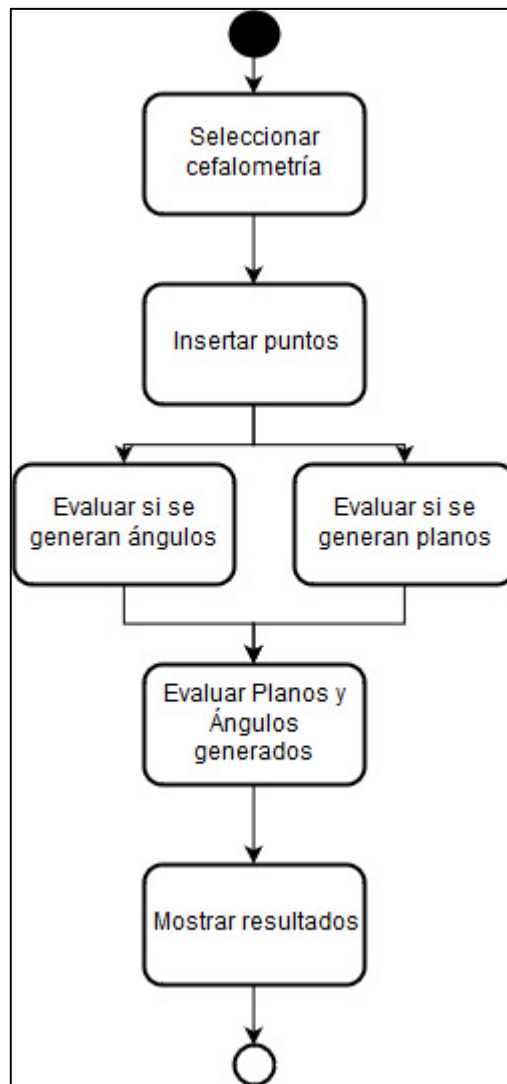 Seleccionar
cefalometría
Insertar puntos
Evaluar si se
generan ángulos
Evaluar si se
generan planos
Evaluar Planos y
Ángulos
generados
Mostrar resultados